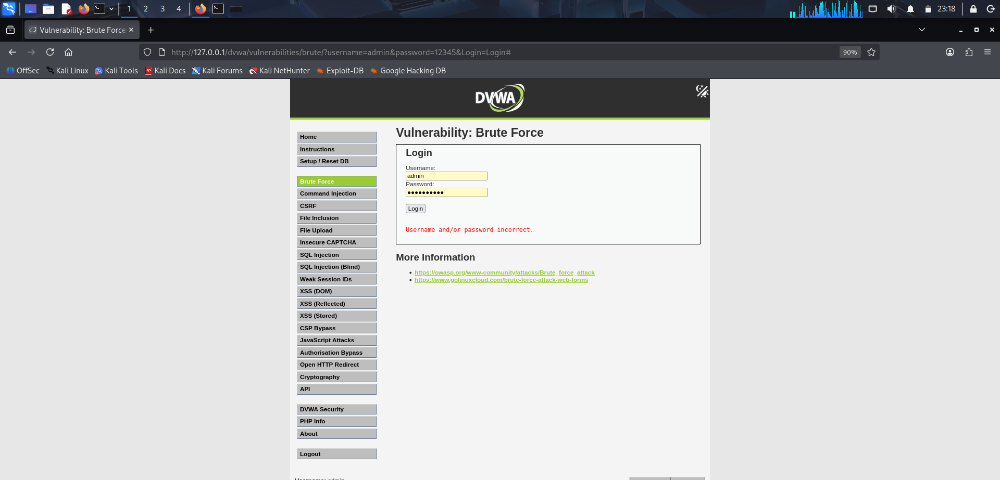 1 2 3 4 23:18
Vulnerability: Brute Force
http://127.0.0.1/dvwa/vulnerabilities/brute/?username=admin&password=12345&Login=Login# 90%
OffSec Kali Linux Kali Tools Kali Docs Kali Forums Kali NetHunter Exploit-DB Google Hacking DB
DVWA
Home
Instructions
Setup / Reset DB
Brute Force
Command Injection
CSRF
File Inclusion
File Upload
Insecure CAPTCHA
SQL Injection
SQL Injection (Blind)
Weak Session IDs
XSS (DOM)
XSS (Reflected)
XSS (Stored)
CSP Bypass
JavaScript Attacks
Authorisation Bypass
Open HTTP Redirect
Cryptography
API
DVWA Security
PHP Info
About
Logout
Vulnerability: Brute Force
Login
Username:
admin
Password:
●●●●●●●●●●
Login
Username and/or password incorrect.
More Information
• https://owasp.org/www-community/attacks/Brute_force_attack
• https://www.golinuxcloud.com/brute-force-attack-web-forms
Username: admin